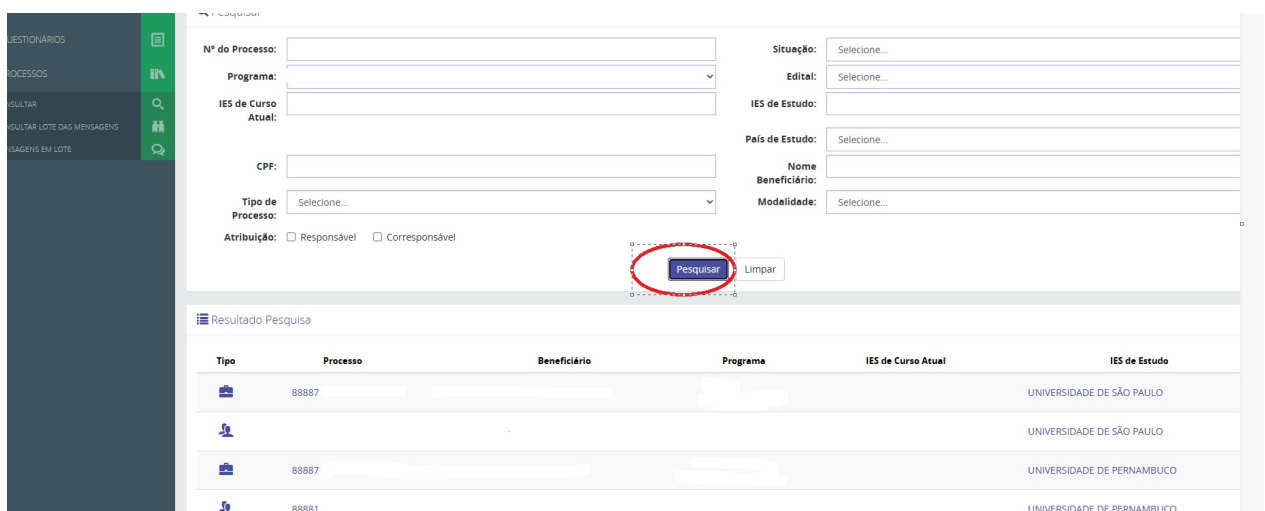 Pesquisar
UESTIONÁRIOS
ROCESSOS
NSULTAR
NSULTAR LOTE DAS MENSAGENS
NSAGENS EM LOTE
Nº do Processo:
Situação: Selecione...
Programa:
Edital: Selecione...
IES de Curso
Atual:
IES de Estudo:
País de Estudo: Selecione...
CPF:
Nome
Beneficiário:
Tipo de
Processo:
Selecione...
Modalidade: Selecione...
Atribuição: Responsável Corresponsável
Pesquisar Limpar
Resultado Pesquisa
Tipo Processo Beneficiário Programa IES de Curso Atual IES de Estudo
88887 UNIVERSIDADE DE SÃO PAULO
UNIVERSIDADE DE SÃO PAULO
88887 UNIVERSIDADE DE PERNAMBUCO
88881 UNIVERSIDADE DE PERNAMBUCO